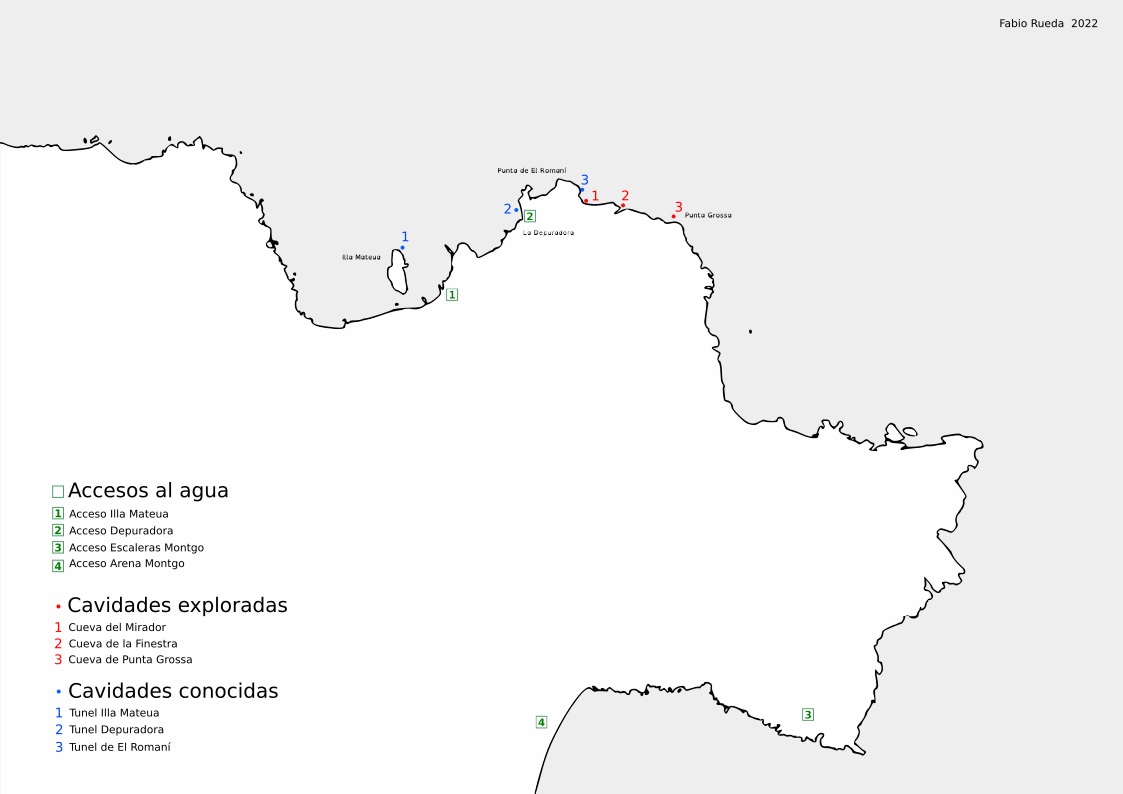 Fabio Rueda  2022
Punta de El Romaní
3
1
2
2
2
3
Punta Grossa
La Depuradora
1
Illa Mateua
1
Accesos al agua
1 Acceso Illa Mateua
2 Acceso Depuradora
3 Acceso Escaleras Montgo
4 Acceso Arena Montgo
Cavidades exploradas
1 Cueva del Mirador
2 Cueva de la Finestra
3 Cueva de Punta Grossa
Cavidades conocidas
1 Tunel Illa Mateua
2 Tunel Depuradora
3 Tunel de El Romaní
4
3